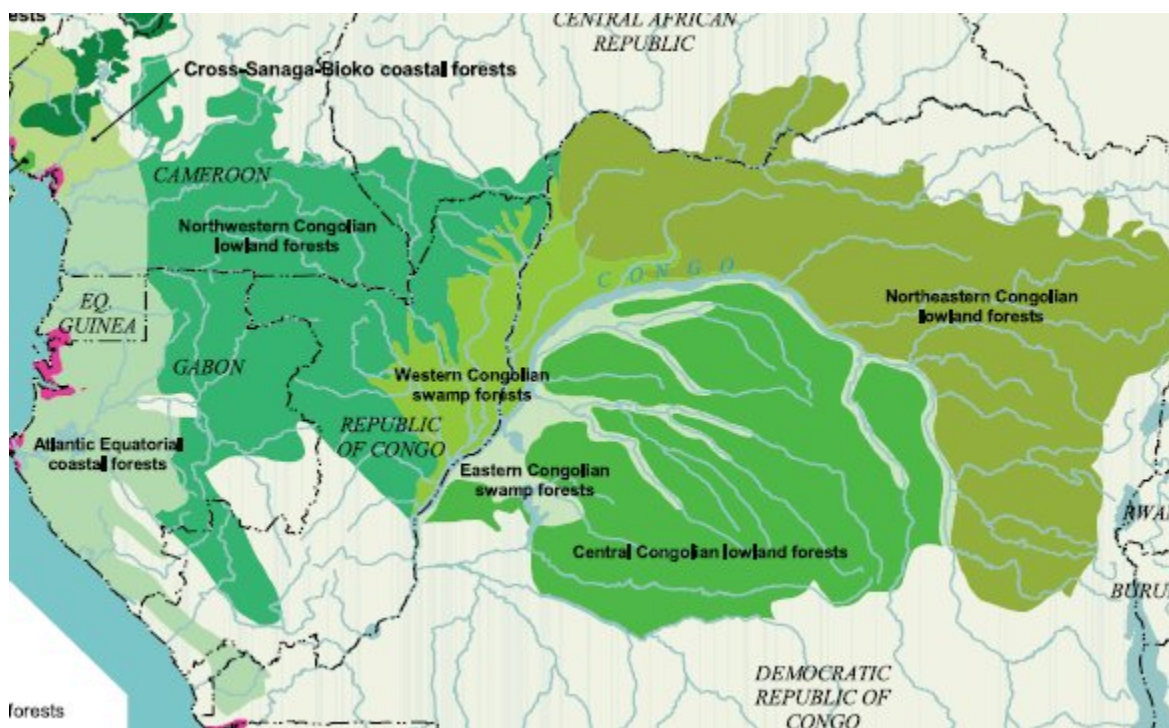 ests
CENTRAL AFRICAN
REPUBLIC
Cross-Sanaga-Bioko coastal forests
CAMEROON
Northwestern Congolian
lowland forests
CONGO
EQ.
GUINEA
Northeastern Congolian
lowland forests
GABON
Western Congolian
swamp forests
REPUBLIC
OF CONGO
Atlantic Equatorial
coastal forests
Eastern Congolian
swamp forests
RWAN
Central Congolian lowland forests
BURU
DEMOCRATIC
REPUBLIC OF
CONGO
forests